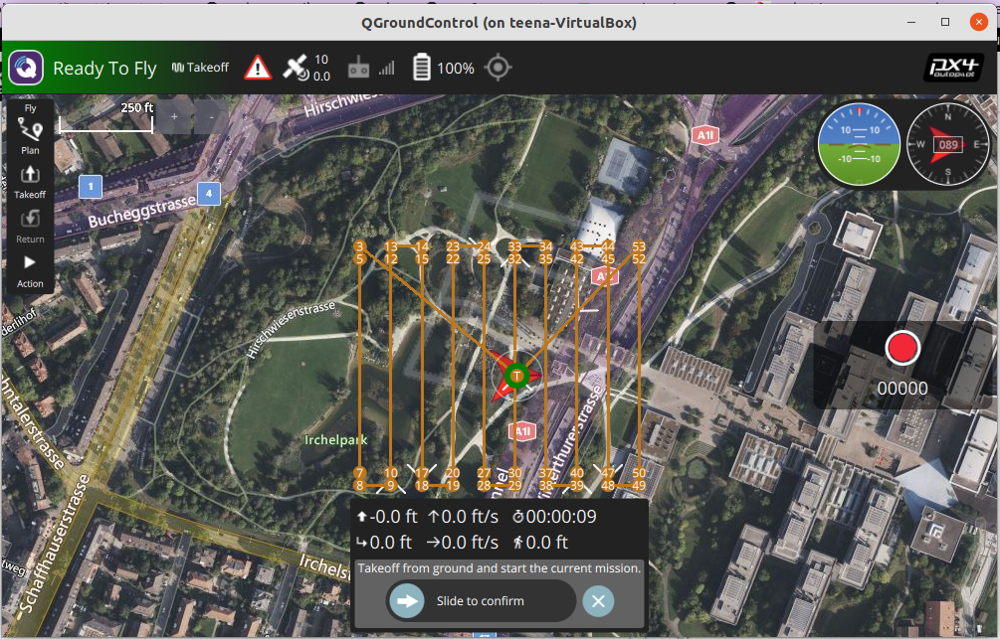 QGroundControl (on teena-VirtualBox)
Ready To Fly
Takeoff
10
0.0
100%
px4
autopilot
Fly
Plan
Takeoff
Return
Action
250 ft
+
-
Hirschwies
A1l
1
4
Bucheggstrasse
10 10
-10 -10
N
W 089 E
S
3 13 14 23 24 33 34 43 44 53
5 12 15 22 25 32 35 42 45 52
Hirschwiesenstrasse
derlihof
T
00000
Irchelpark
A1l
7 10 17 20 27 30 37 40 47 50
8 9 18 19 28 29 38 39 48 49
Schaffhauserstrasse
-0.0 ft 0.0 ft/s 00:00:09
0.0 ft 0.0 ft/s 0.0 ft
Takeoff from ground and start the current mission.
Slide to confirm